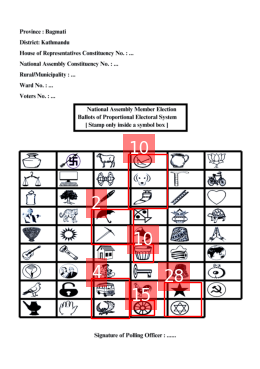 Province : Bagmati
District: Kathmandu
House of Representatives Constituency No. : ...
National Assembly Constituency No. : ...
Rural/Municipality : ...
Ward No. : ...
Voters No. : ...
National Assembly Member Election
Ballots of Proportional Electoral System
[ Stamp only inside a symbol box ]
10
2
10
4
28
15
Signature of Polling Officer : ......